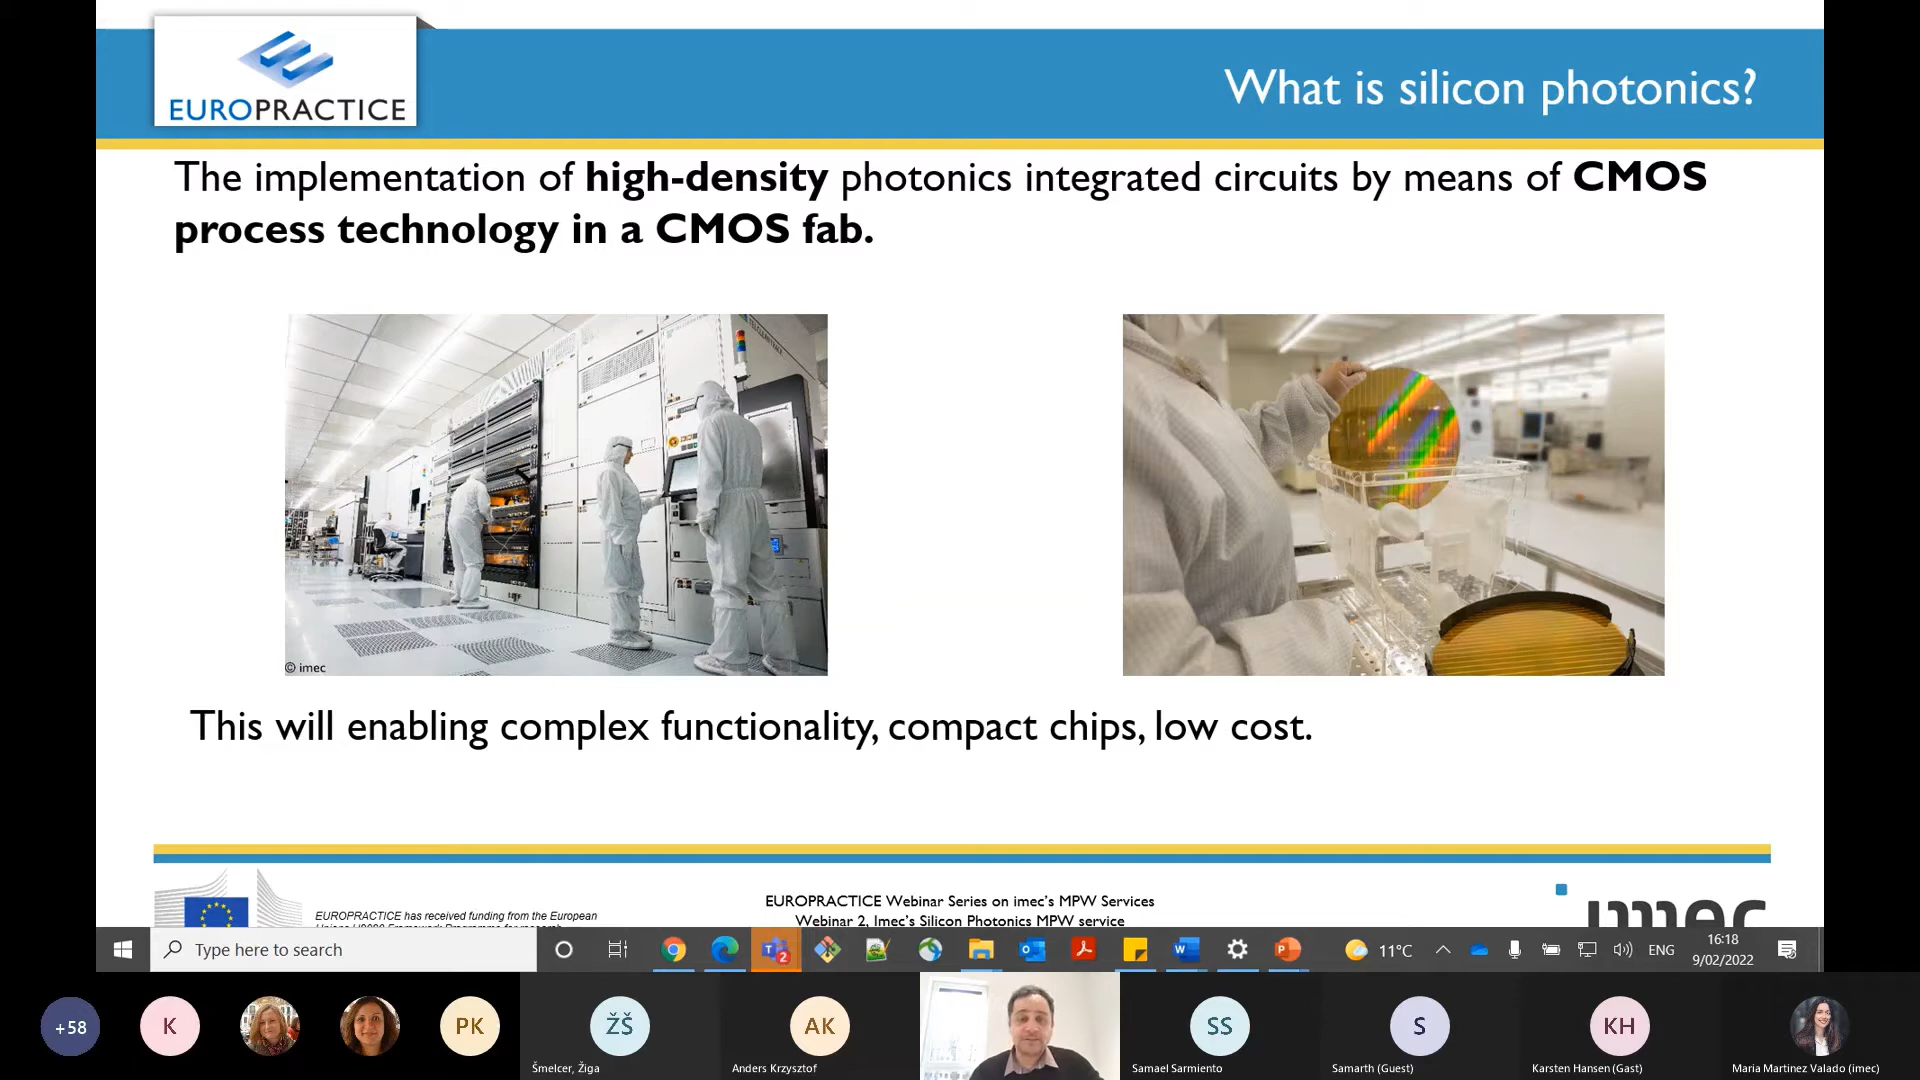 EUROPRACTICE
What is silicon photonics?
The implementation of high-density photonics integrated circuits by means of CMOS
process technology in a CMOS fab.
© imec
This will enabling complex functionality, compact chips, low cost.
EUROPRACTICE has received funding from the European
EUROPRACTICE Webinar Series on imec's MPW Services
Webinar 2, Imec's Silicon Photonics MPW service
imec
Type here to search
2
11°C
ENG
16:18
9/02/2022
+58
K
PK
ŽŠ
Šmelcer, Žiga
AK
Anders Krzysztof
SS
Samael Sarmiento
S
Samarth (Guest)
KH
Karsten Hansen (Gast)
Maria Martinez Valado (imec)